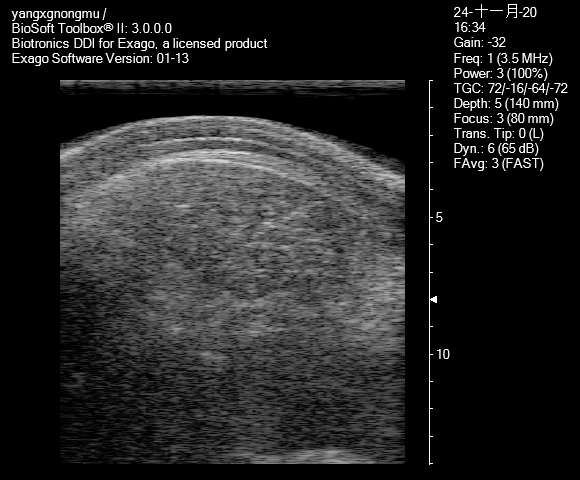 yangxgnongmu /
BioSoft Toolbox® II: 3.0.0.0
Biotronics DDI for Exago, a licensed product
Exago Software Version: 01-13
24-十一月-20
16:34
Gain: -32
Freq: 1 (3.5 MHz)
Power: 3 (100%)
TGC: 72/-16/-64/-72
Depth: 5 (140 mm)
Focus: 3 (80 mm)
Trans. Tip: 0 (L)
Dyn.: 6 (65 dB)
FAvg: 3 (FAST)
5
10